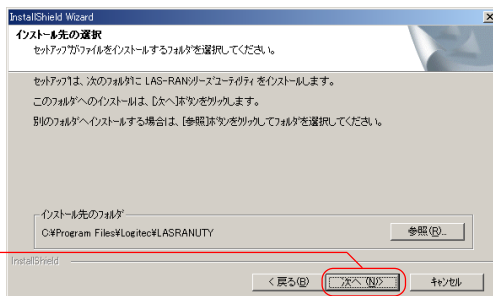 InstallShield Wizard
インストール先の選択
セットアップがファイルをインストールするフォルダを選択してください。
セットアップは、次のフォルダに LAS-RANシリーズユーティリティ をインストールします。
このフォルダへのインストールは、[次へ]ボタンをクリックします。
別のフォルダへインストールする場合は、[参照]ボタンをクリックしてフォルダを選択してください。
インストール先のフォルダ
C:¥Program Files¥Logitec¥LASRANUTY
参照(R)...
InstallShield
< 戻る(B)
次へ (N)>
キャンセル